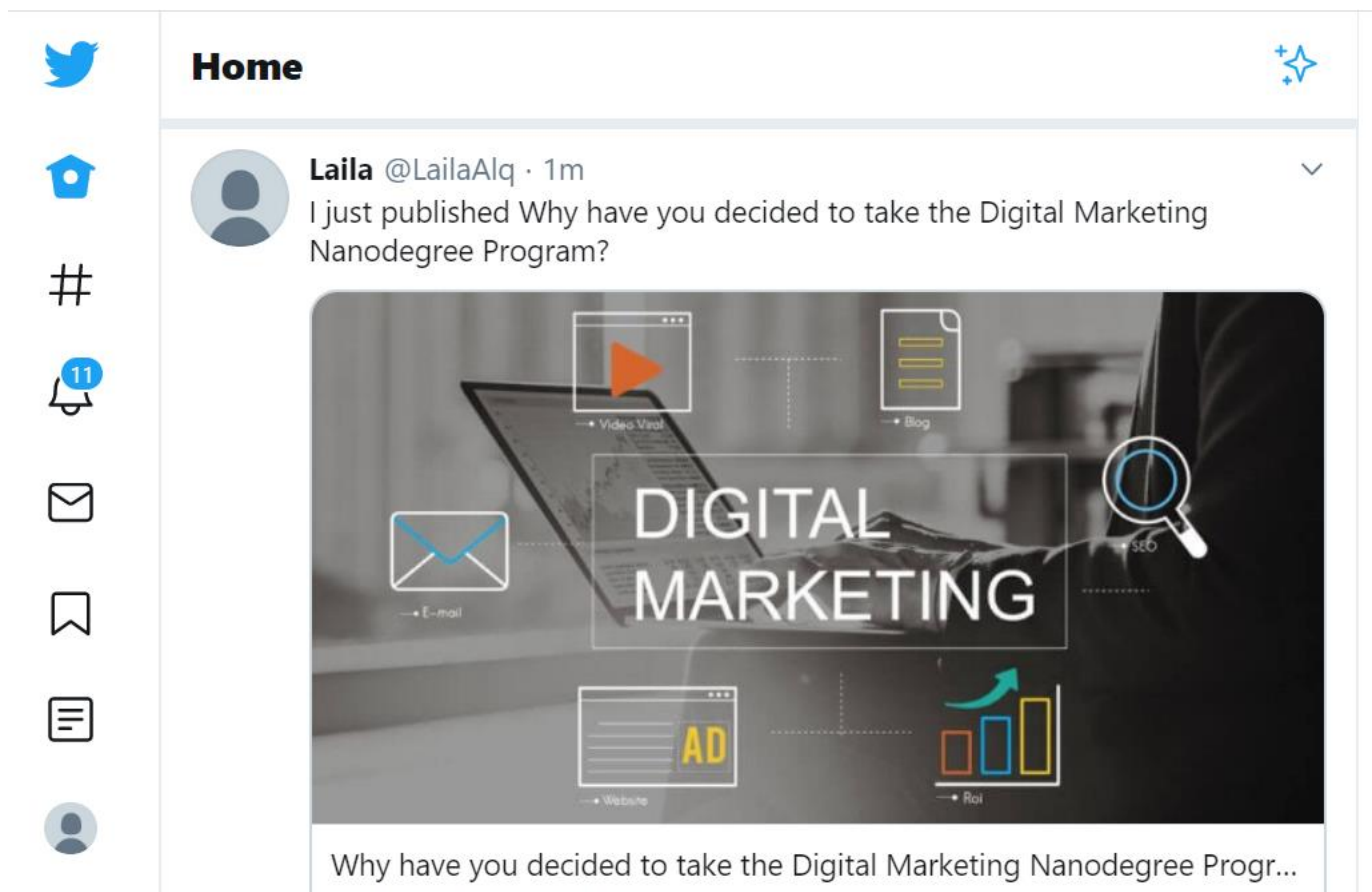 Home
Laila @LailaAlq · 1m
I just published Why have you decided to take the Digital Marketing
Nanodegree Program?
11
Video Viral
Blog
DIGITAL
MARKETING
SEO
E-mail
AD
Website
Roi
Why have you decided to take the Digital Marketing Nanodegree Progr...